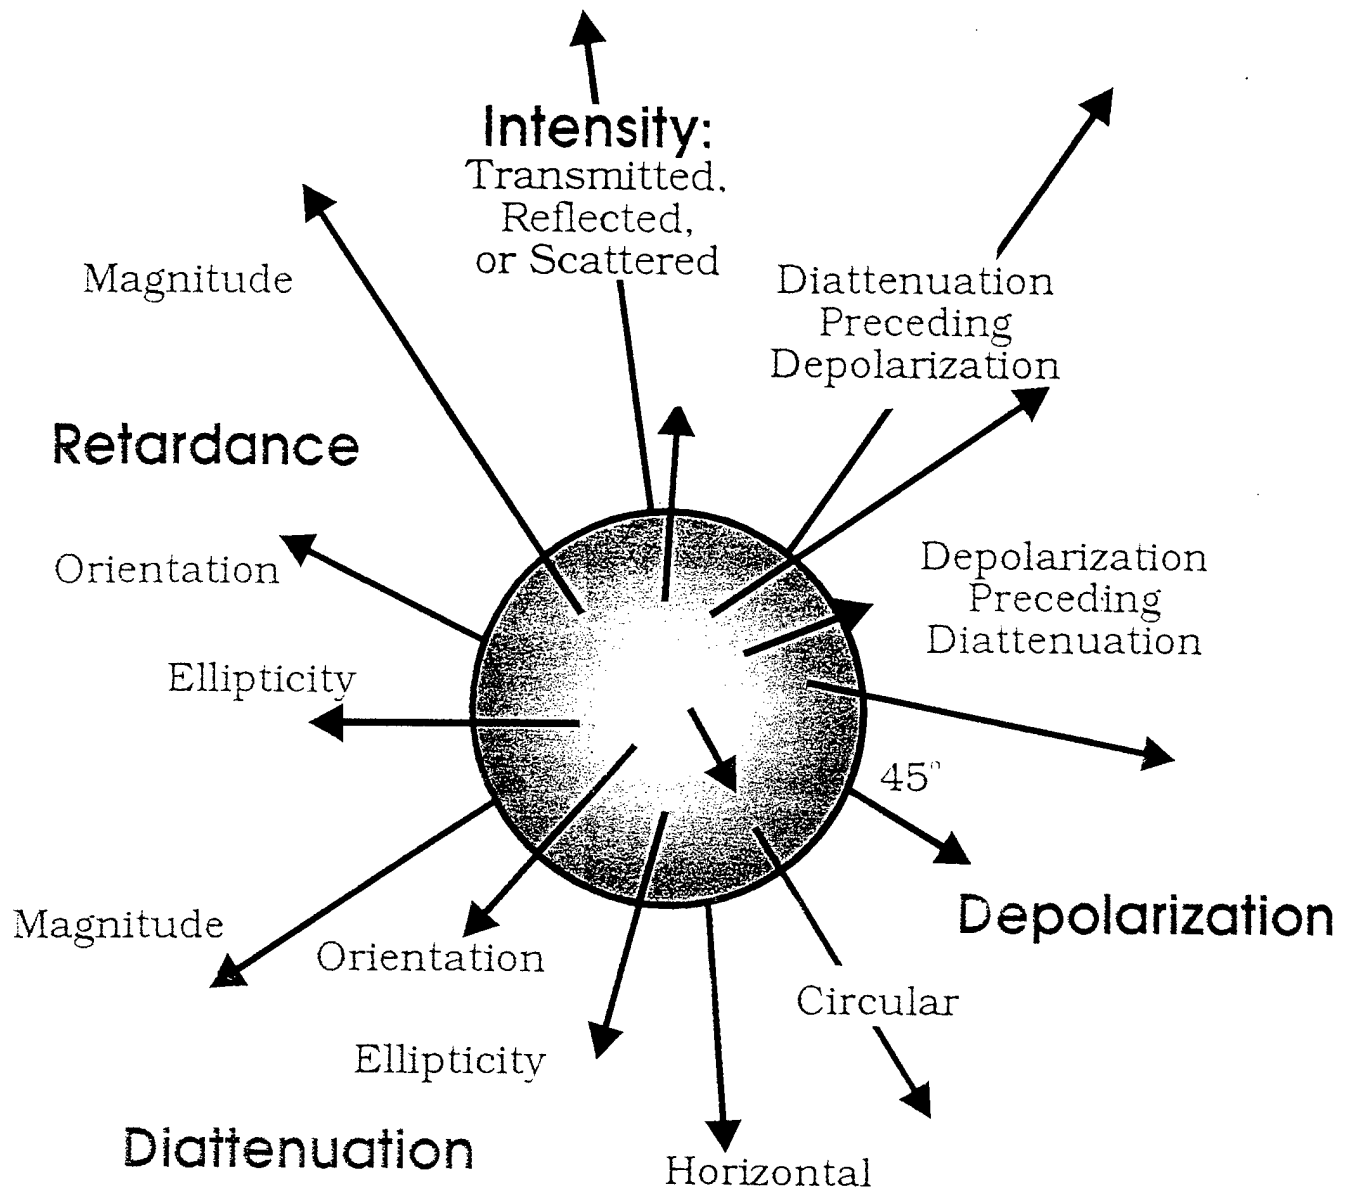 Intensity:
Transmitted,
Reflected,
or Scattered
Magnitude
Diattenuation
Preceding
Depolarization
Retardance
Orientation
Depolarization
Preceding
Diattenuation
Ellipticity
45°
Depolarization
Magnitude
Orientation
Circular
Ellipticity
Diattenuation
Horizontal